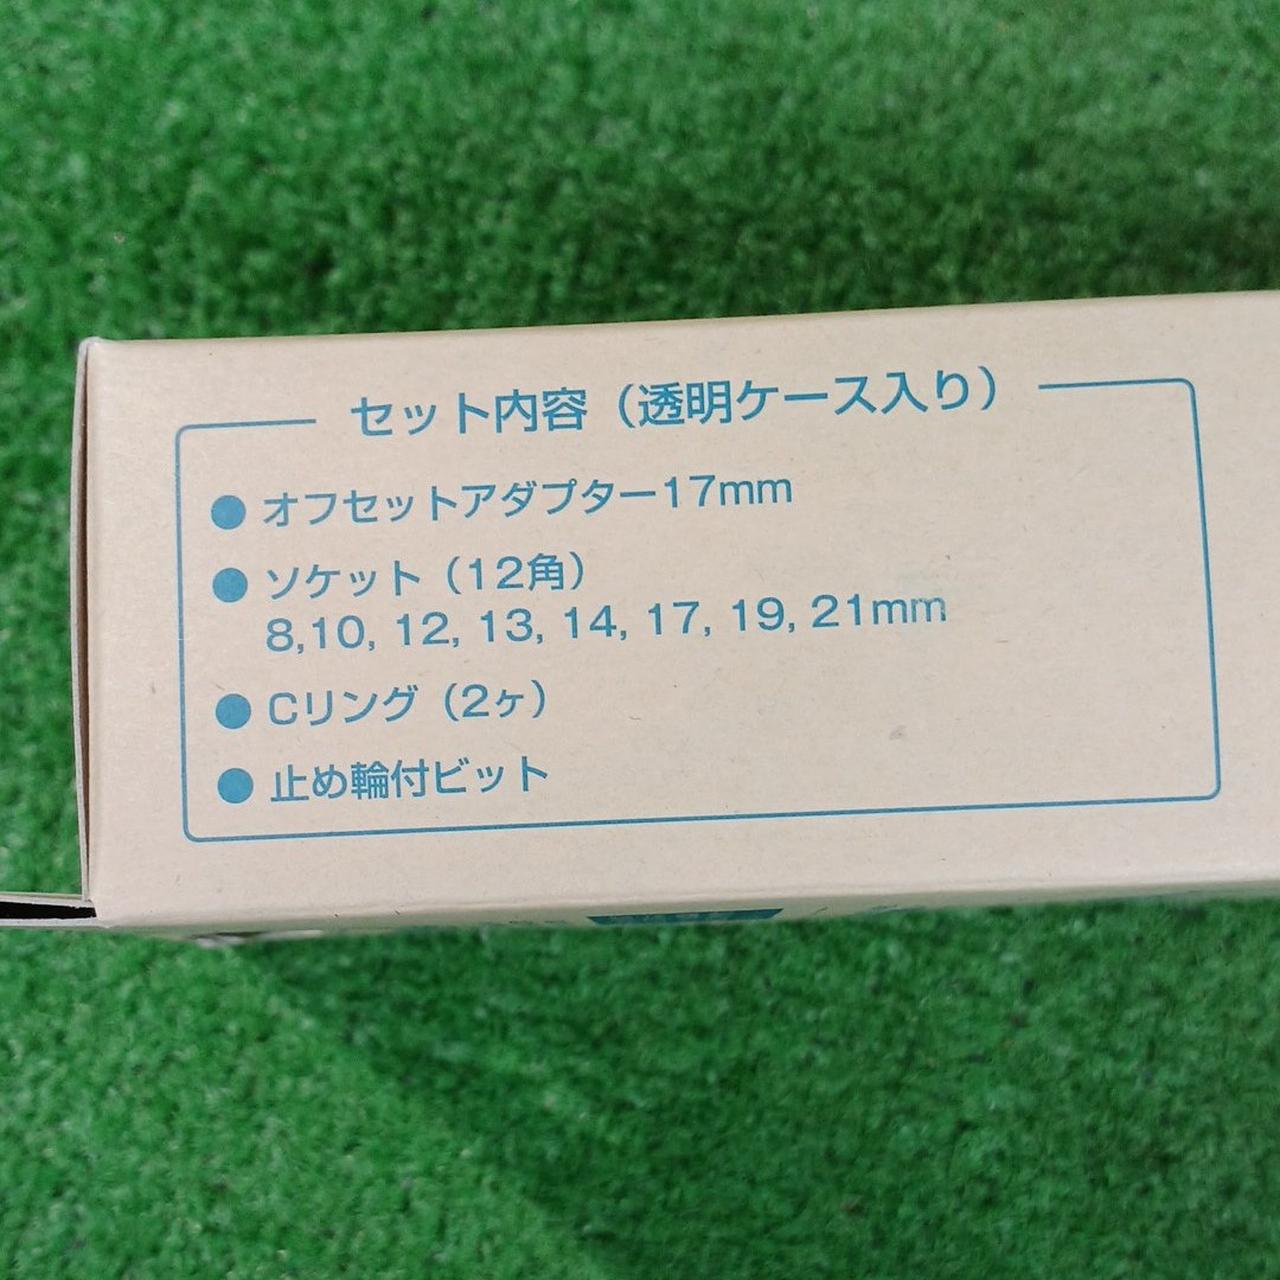 セット内容（透明ケース入り）
●オフセットアダプター17mm
●ソケット（12角）
8,10, 12, 13, 14, 17, 19, 21mm
●Cリング（2ヶ）
●止め輪付ビット